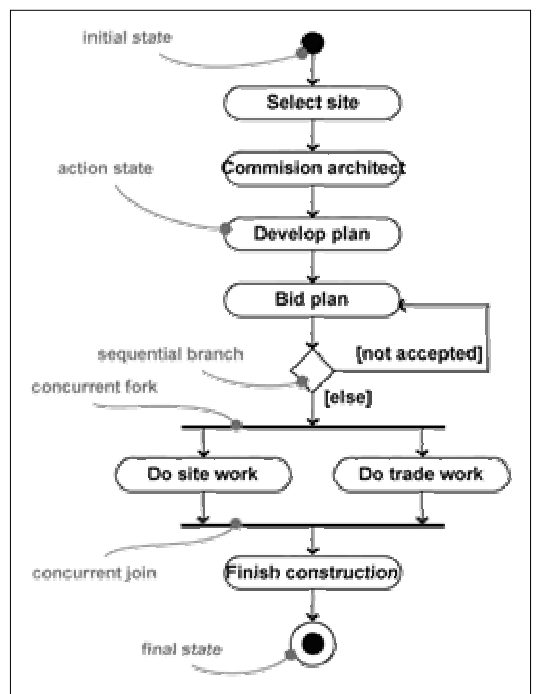 initial state
Select site
Commision architect
action state
Develop plan
Bid plan
sequential branch
[not accepted]
concurrent fork
[else]
Do site work
Do trade work
concurrent join
Finish construction
final state